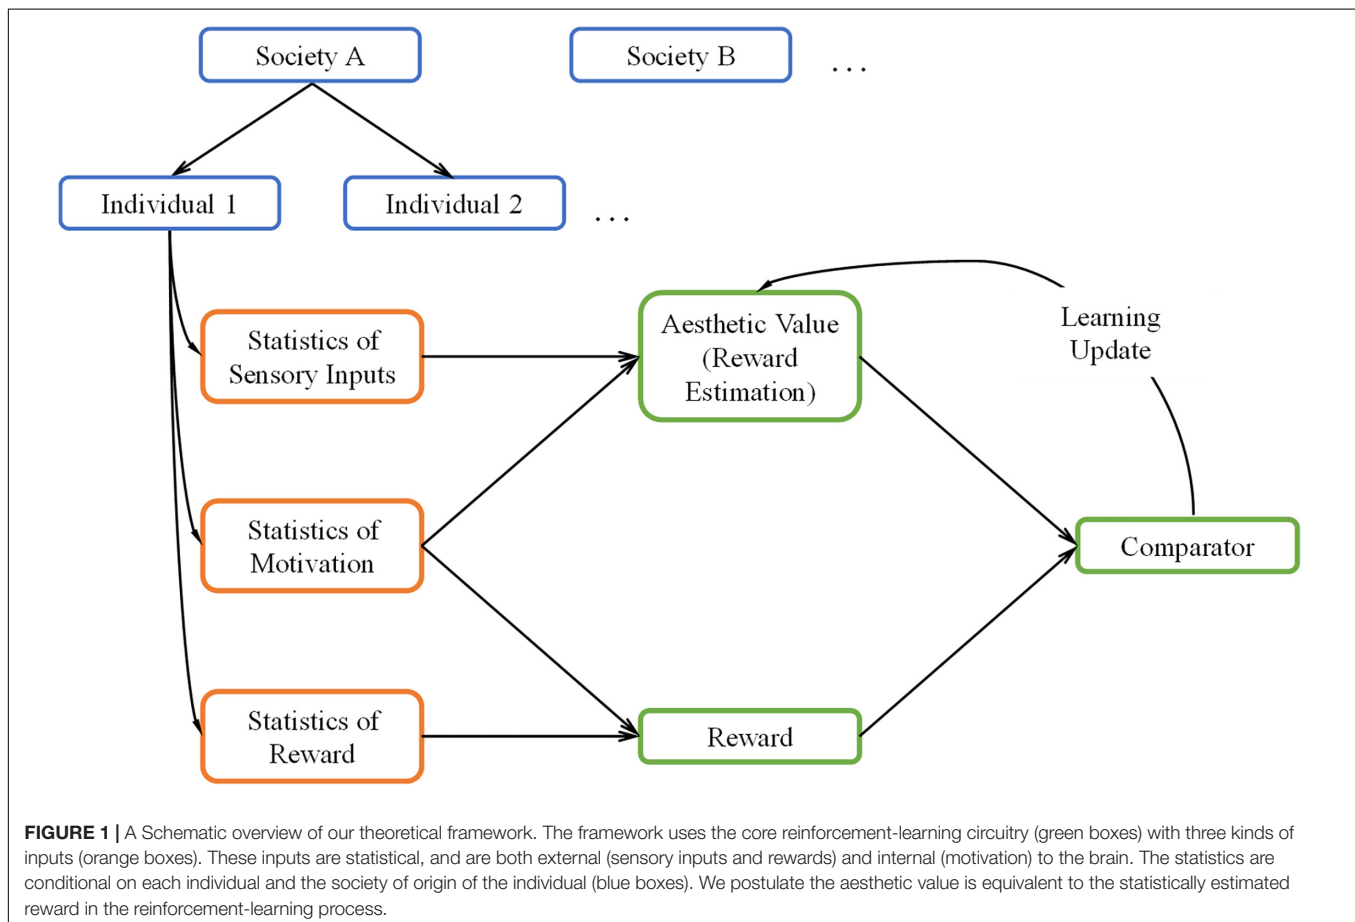 Society A
Society B
...
Individual 1
Individual 2
...
Statistics of
Sensory Inputs
Aesthetic Value
(Reward
Estimation)
Learning
Update
Statistics of
Motivation
Comparator
Statistics of
Reward
Reward
FIGURE 1 | A Schematic overview of our theoretical framework. The framework uses the core reinforcement-learning circuitry (green boxes) with three kinds of
inputs (orange boxes). These inputs are statistical, and are both external (sensory inputs and rewards) and internal (motivation) to the brain. The statistics are
conditional on each individual and the society of origin of the individual (blue boxes). We postulate the aesthetic value is equivalent to the statistically estimated
reward in the reinforcement-learning process.